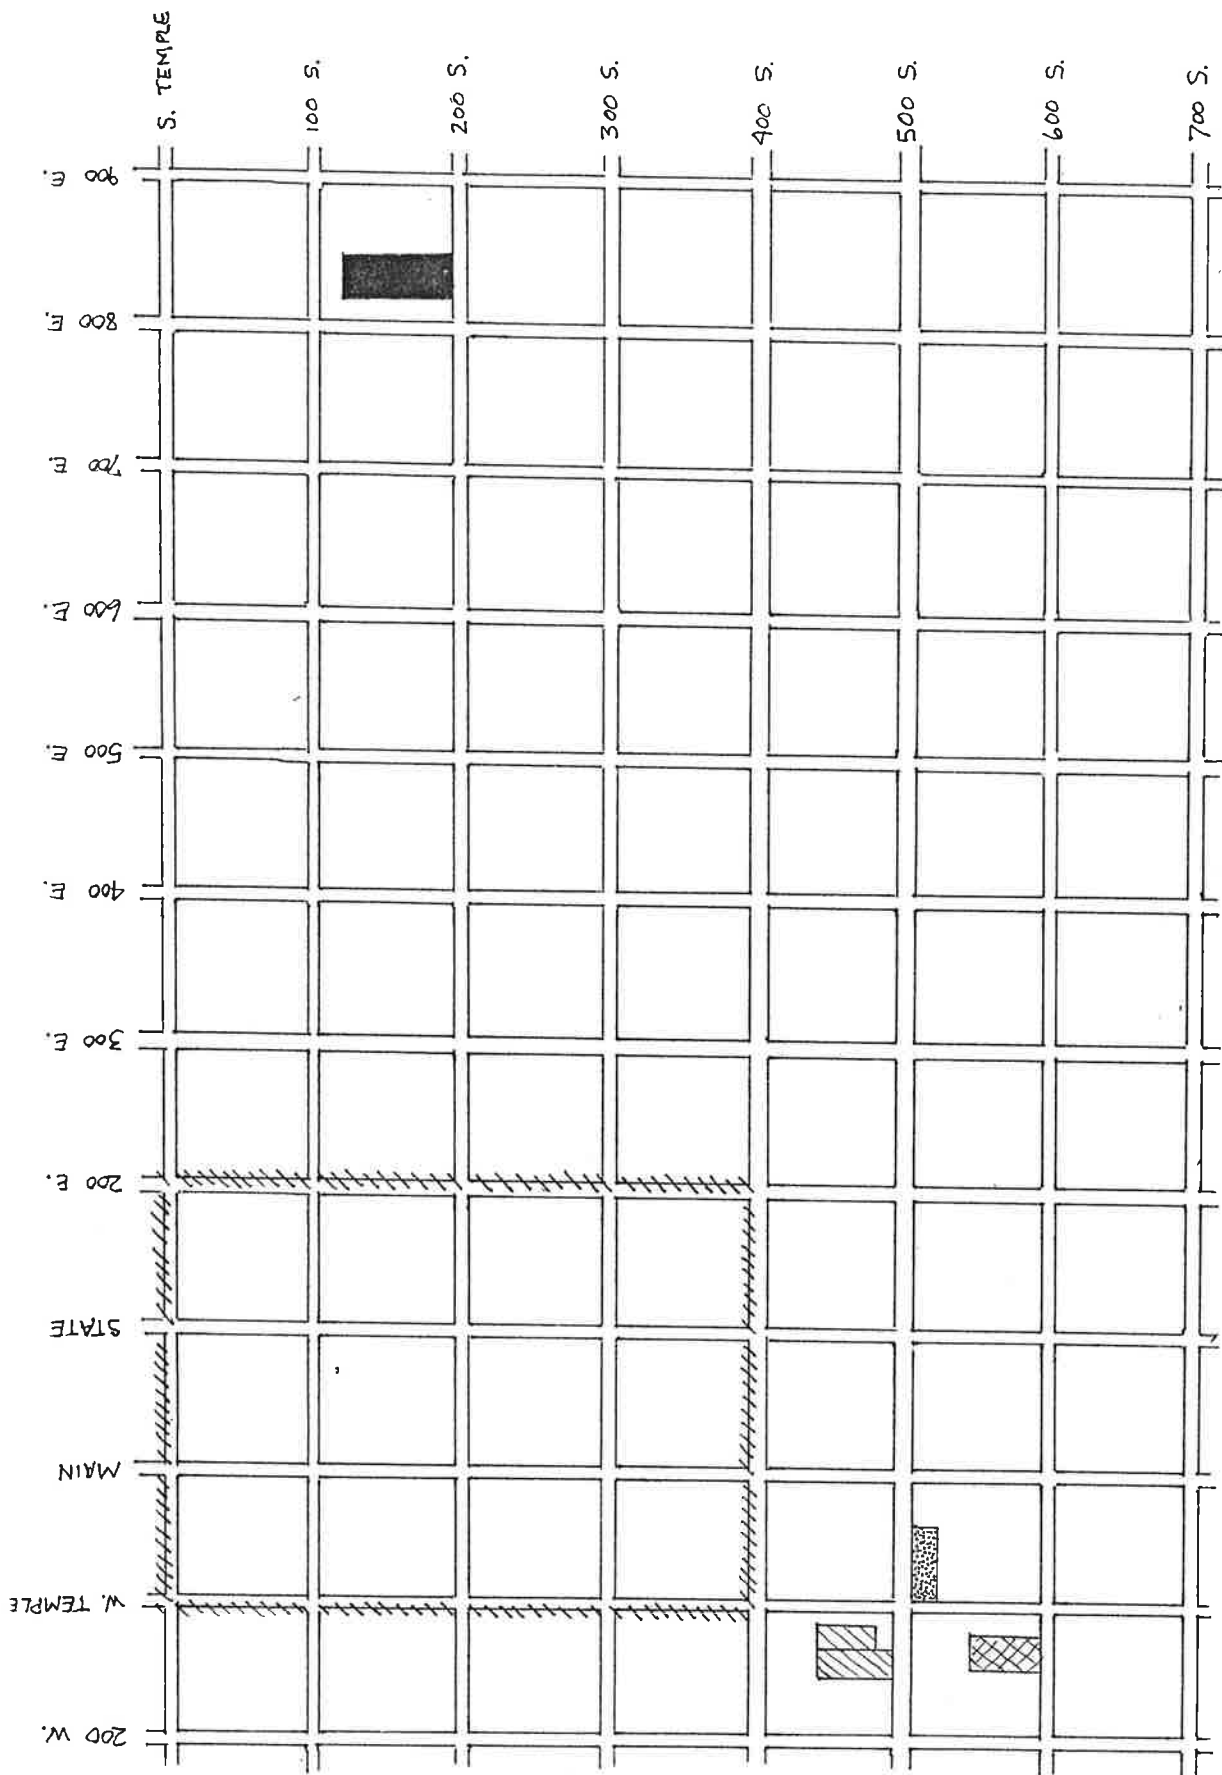 S. TEMPLE
100 S.
200 S.
300 S.
400 S.
500 S.
600 S.
700 S.
900 E.
800 E.
700 E.
600 E.
500 E.
400 E.
300 E.
200 E.
STATE
MAIN
W. TEMPLE
200 W.